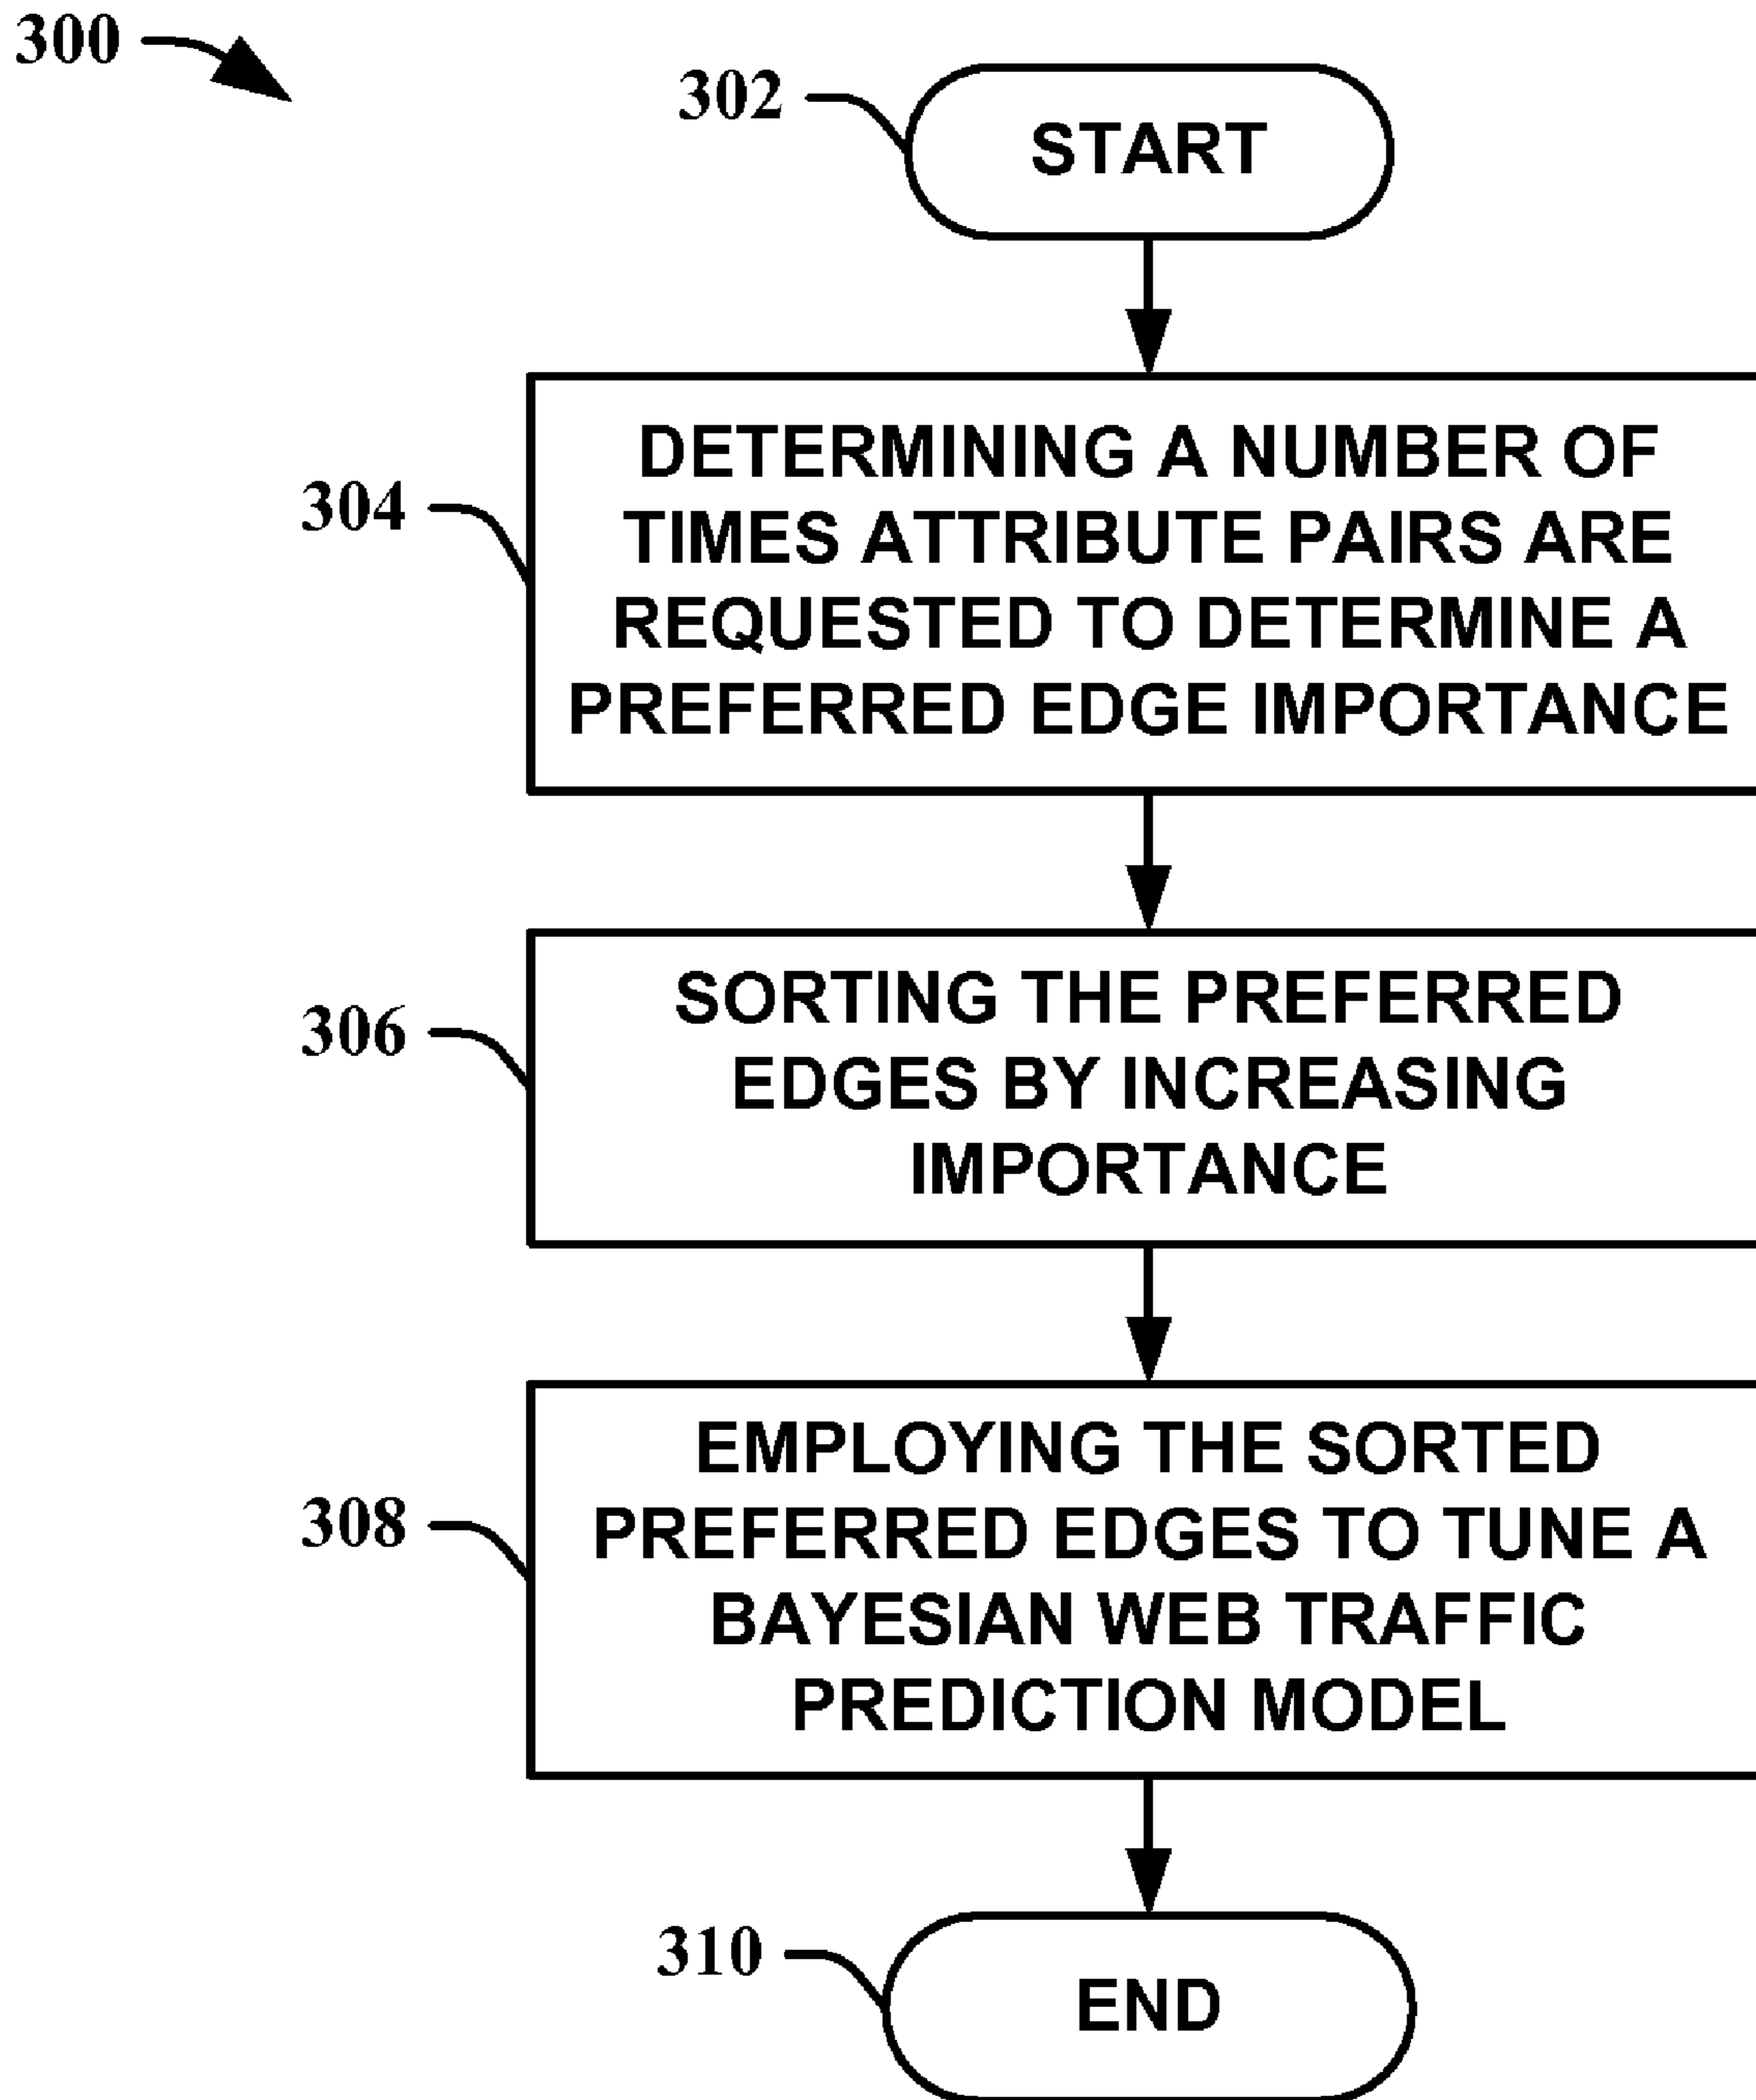 300
302
START
304
DETERMINING A NUMBER OF
TIMES ATTRIBUTE PAIRS ARE
REQUESTED TO DETERMINE A
PREFERRED EDGE IMPORTANCE
306
SORTING THE PREFERRED
EDGES BY INCREASING
IMPORTANCE
308
EMPLOYING THE SORTED
PREFERRED EDGES TO TUNE A
BAYESIAN WEB TRAFFIC
PREDICTION MODEL
310
END